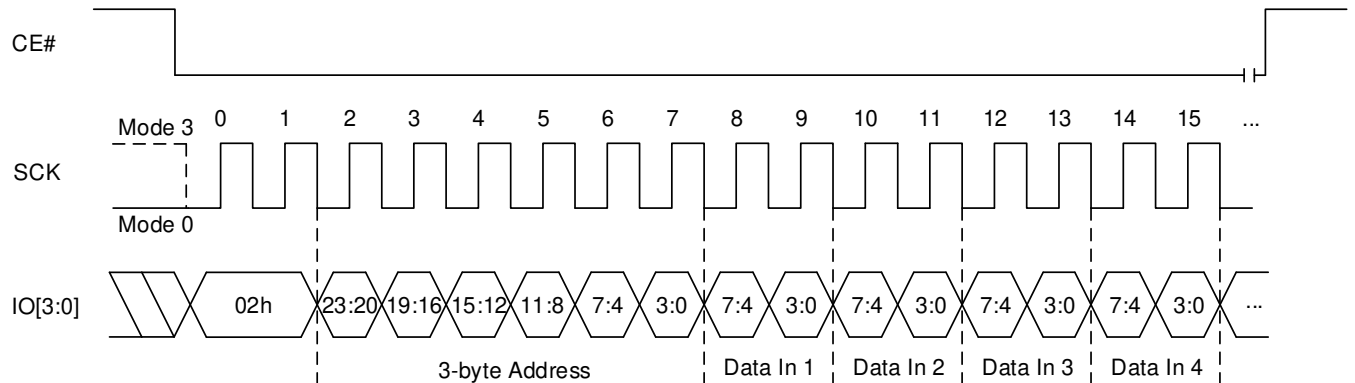 CE#
Mode 3 0 1 2 3 4 5 6 7 8 9 10 11 12 13 14 15 ...
SCK
Mode 0
IO[3:0] 02h 23:20 19:16 15:12 11:8 7:4 3:0 7:4 3:0 7:4 3:0 7:4 3:0 7:4 3:0 ...
3-byte Address Data In 1 Data In 2 Data In 3 Data In 4